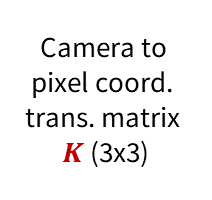 Camera to
pixel coord.
trans. matrix
K (3x3)